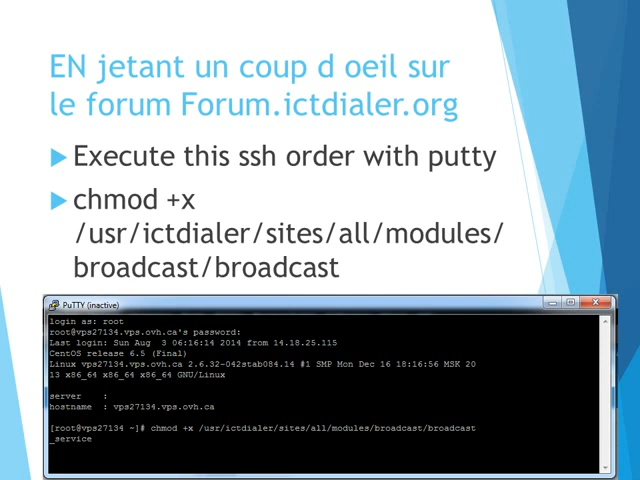 EN jetant un coup d oeil sur
le forum Forum.ictdialer.org
Execute this ssh order with putty
chmod +x
/usr/ictdialer/sites/all/modules/
broadcast/broadcast
PuTTY (inactive)
login as: root
root@vps27134.vps.ovh.ca's password:
Last login: Sun Aug  3 06:16:14 2014 from 14.18.25.115
CentOS release 6.5 (Final)
Linux vps27134.vps.ovh.ca 2.6.32-042stab084.14 #1 SMP Mon Dec 16 18:16:56 MSK 20
13 x86_64 x86_64 x86_64 GNU/Linux
server   :
hostname  : vps27134.vps.ovh.ca
[root@vps27134 ~]# chmod +x /usr/ictdialer/sites/all/modules/broadcast/broadcast
_service